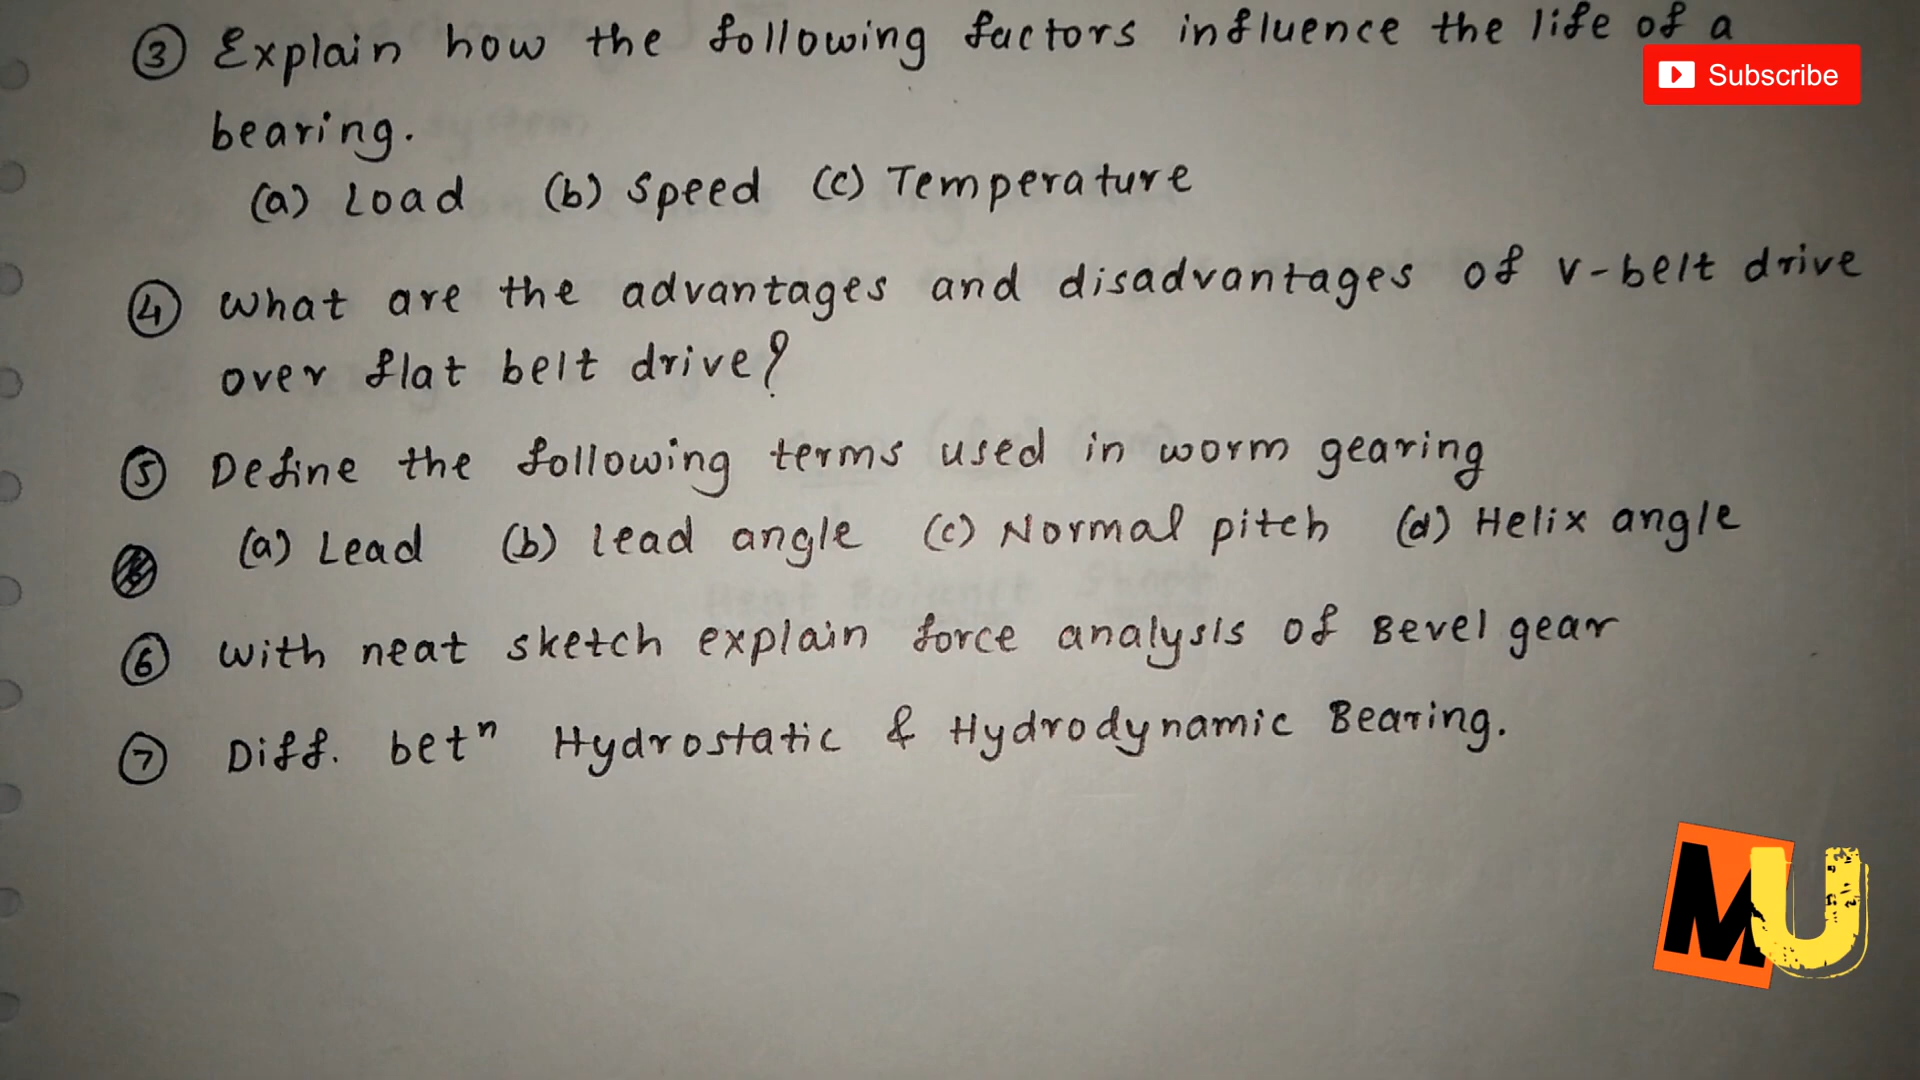 ③ Explain how the following factors influence the life of a
Subscribe
bearing.
(a) Load (b) Speed (c) Temperature
④ What are the advantages and disadvantages of V-belt drive
over flat belt drive?
⑤ Define the following terms used in worm gearing
(a) Lead (b) Lead angle (c) Normal pitch (d) Helix angle
⑥ With neat sketch explain force analysis of Bevel gear
⑦ Diff. betⁿ Hydrostatic & Hydrodynamic Bearing.
MU